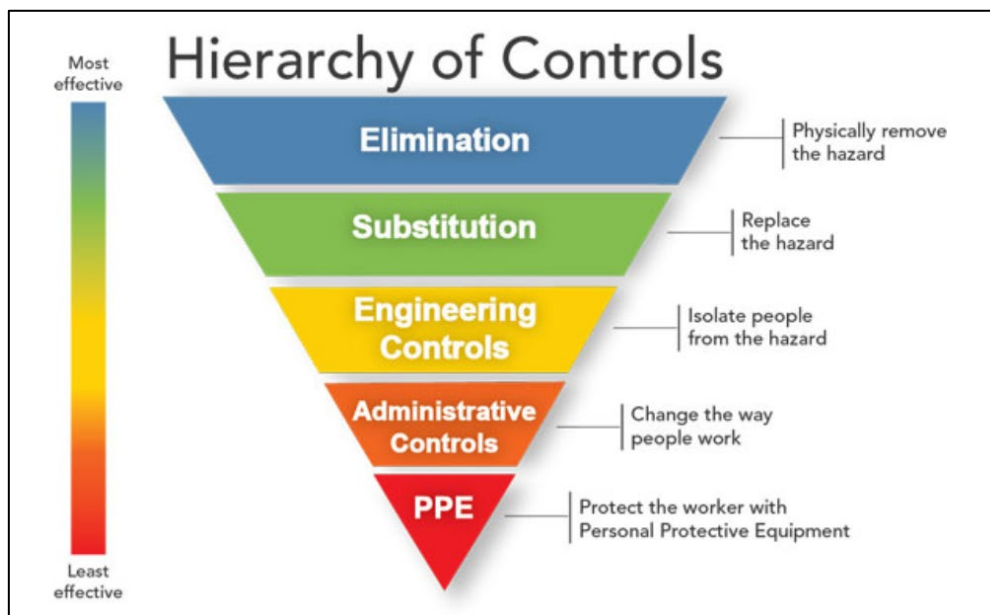 Hierarchy of Controls
Most
effective
Elimination
Physically remove
the hazard
Substitution
Replace
the hazard
Engineering
Controls
Isolate people
from the hazard
Administrative
Controls
Change the way
people work
PPE
Protect the worker with
Personal Protective Equipment
Least
effective